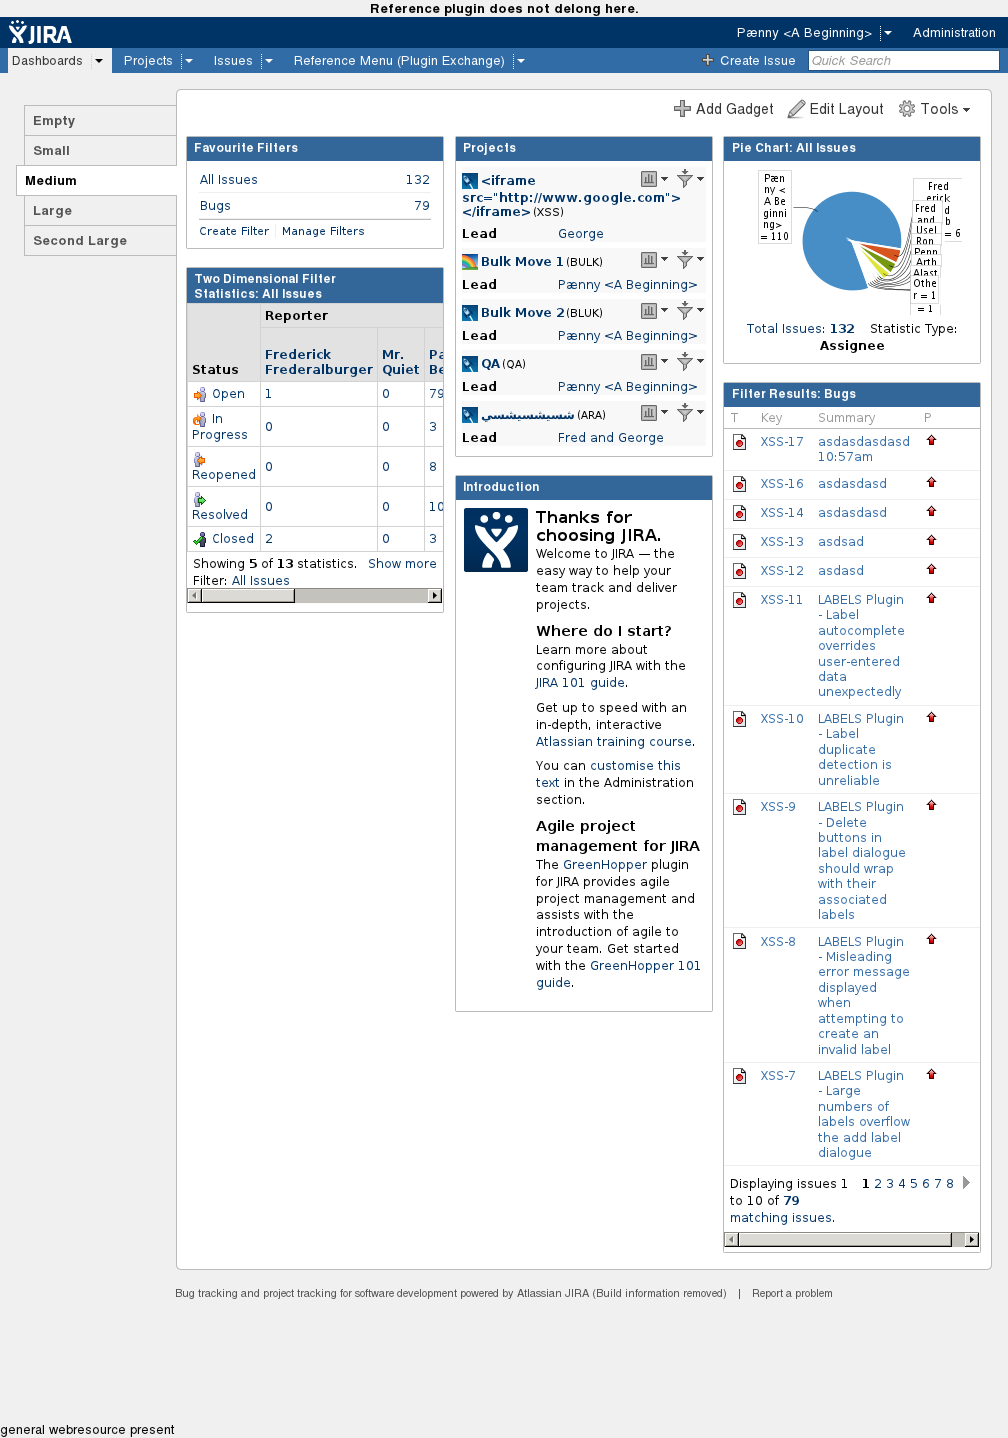 Reference plugin does not delong here.
JIRA
Pænny <A Beginning>
Administration
Dashboards
Projects
Issues
Reference Menu (Plugin Exchange)
Create Issue
Quick Search
Empty
Small
Medium
Large
Second Large
Add Gadget
Edit Layout
Tools
Favourite Filters
All Issues 132
Bugs 79
Create Filter
Manage Filters
Two Dimensional Filter
Statistics: All Issues
Reporter
Status
Frederick
Frederalburger
Mr.
Quiet
Open 1 0 79
In
Progress 0 0 3
Reopened 0 0 8
Resolved 0 0 10
Closed 2 0 3
Showing 5 of 13 statistics. Show more
Filter: All Issues
Projects
<iframe
src="http://www.google.com">
</iframe> (XSS)
Lead George
Bulk Move 1 (BULK)
Lead Pænny <A Beginning>
Bulk Move 2 (BLUK)
Lead Pænny <A Beginning>
QA (QA)
Lead Pænny <A Beginning>
شسيشسيشسي (ARA)
Lead Fred and George
Introduction
Thanks for
choosing JIRA.
Welcome to JIRA — the
easy way to help your
team track and deliver
projects.
Where do I start?
Learn more about
configuring JIRA with the
JIRA 101 guide.
Get up to speed with an
in-depth, interactive
Atlassian training course.
You can customise this
text in the Administration
section.
Agile project
management for JIRA
The GreenHopper plugin
for JIRA provides agile
project management and
assists with the
introduction of agile to
your team. Get started
with the GreenHopper 101
guide.
Pie Chart: All Issues
Pæn
ny <
A Be
ginni
ng>
= 110
Fred
erick
d
b
= 6
Fred
and
Usel
Ron
Penn
Arth
Alast
Othe
r = 1
= 1
Total Issues: 132 Statistic Type:
Assignee
Filter Results: Bugs
T Key Summary P
XSS-17 asdasdasdasd
10:57am
XSS-16 asdasdasd
XSS-14 asdasdasd
XSS-13 asdsad
XSS-12 asdasd
XSS-11 LABELS Plugin
- Label
autocomplete
overrides
user-entered
data
unexpectedly
XSS-10 LABELS Plugin
- Label
duplicate
detection is
unreliable
XSS-9 LABELS Plugin
- Delete
buttons in
label dialogue
should wrap
with their
associated
labels
XSS-8 LABELS Plugin
- Misleading
error message
displayed
when
attempting to
create an
invalid label
XSS-7 LABELS Plugin
- Large
numbers of
labels overflow
the add label
dialogue
Displaying issues 1 1 2 3 4 5 6 7 8
to 10 of 79
matching issues.
Bug tracking and project tracking for software development powered by Atlassian JIRA (Build information removed) | Report a problem
general webresource present